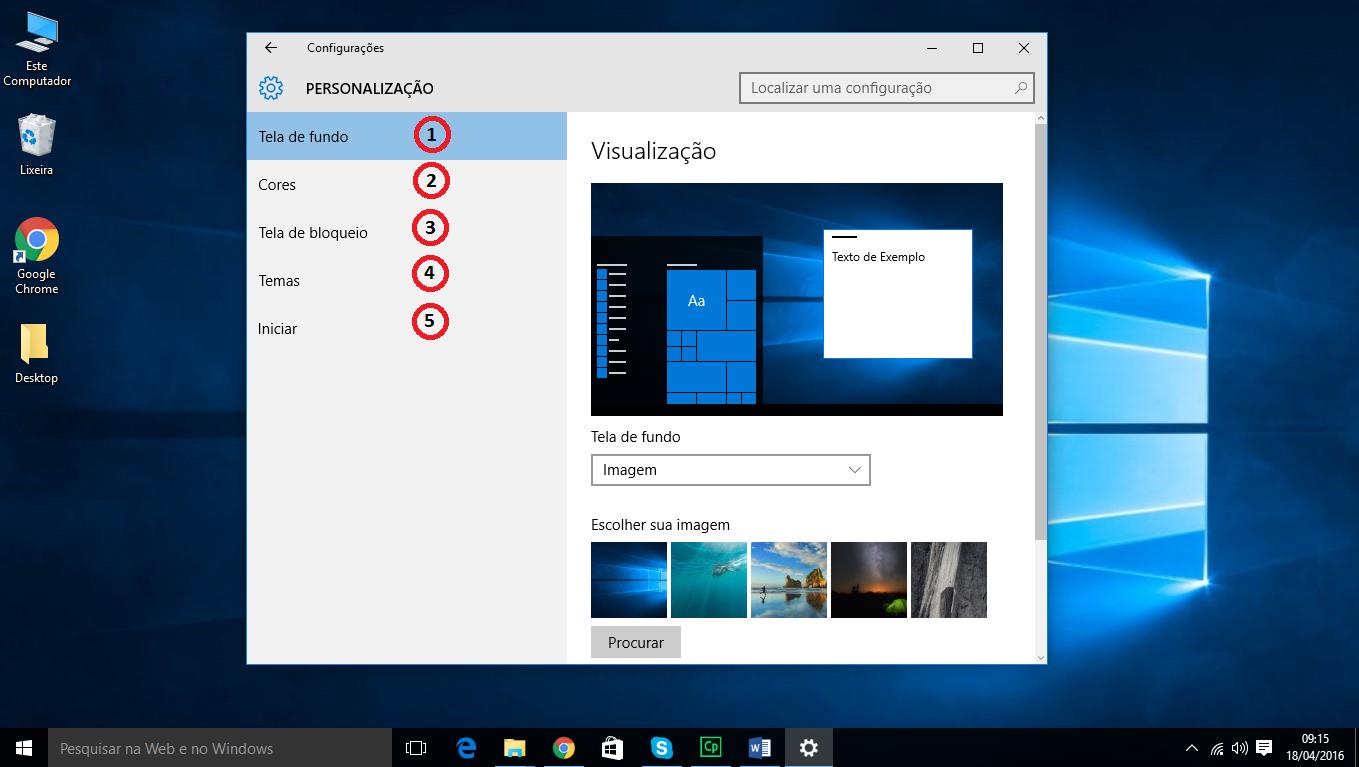 Este
Computador
Lixeira
Google
Chrome
Desktop
Configurações
PERSONALIZAÇÃO
Localizar uma configuração
Tela de fundo 1
Cores 2
Tela de bloqueio 3
Temas 4
Iniciar 5
Visualização
Texto de Exemplo
Aa
Tela de fundo
Imagem
Escolher sua imagem
Procurar
Pesquisar na Web e no Windows
Cp
09:15
18/04/2016